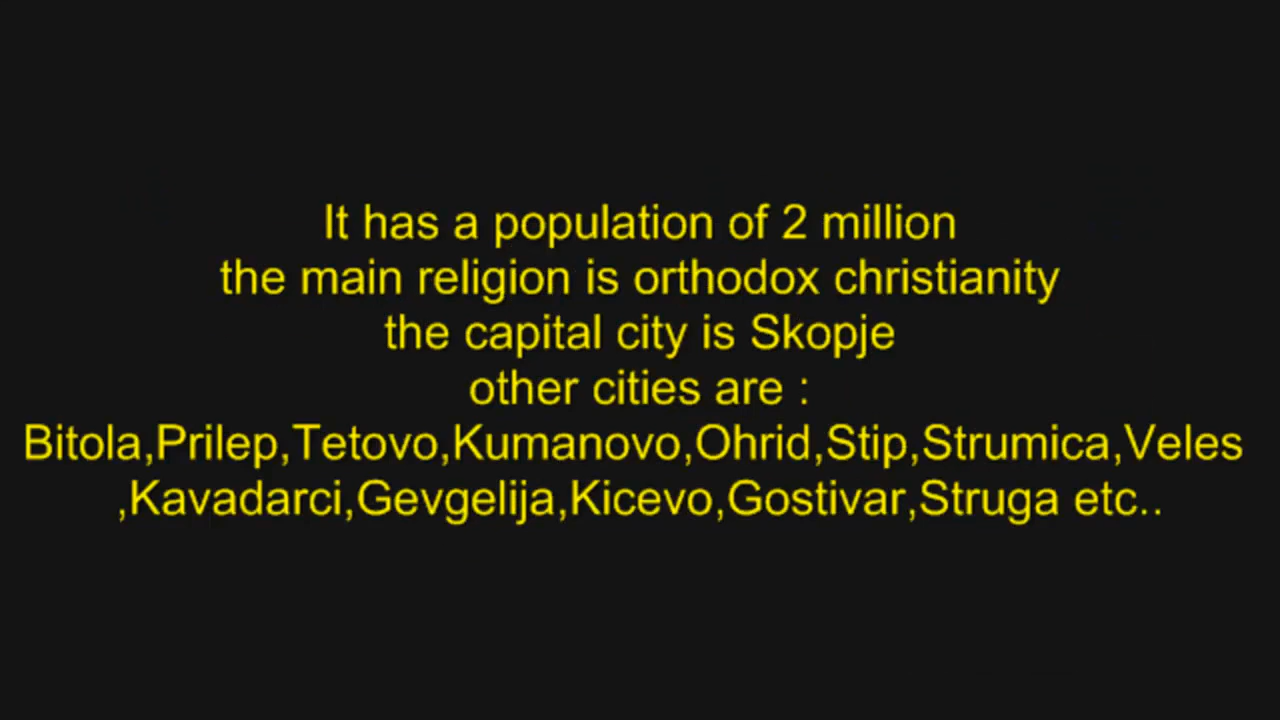 It has a population of 2 million
the main religion is orthodox christianity
the capital city is Skopje
other cities are :
Bitola,Prilep,Tetovo,Kumanovo,Ohrid,Stip,Strumica,Veles
,Kavadarci,Gevgelija,Kicevo,Gostivar,Struga etc..